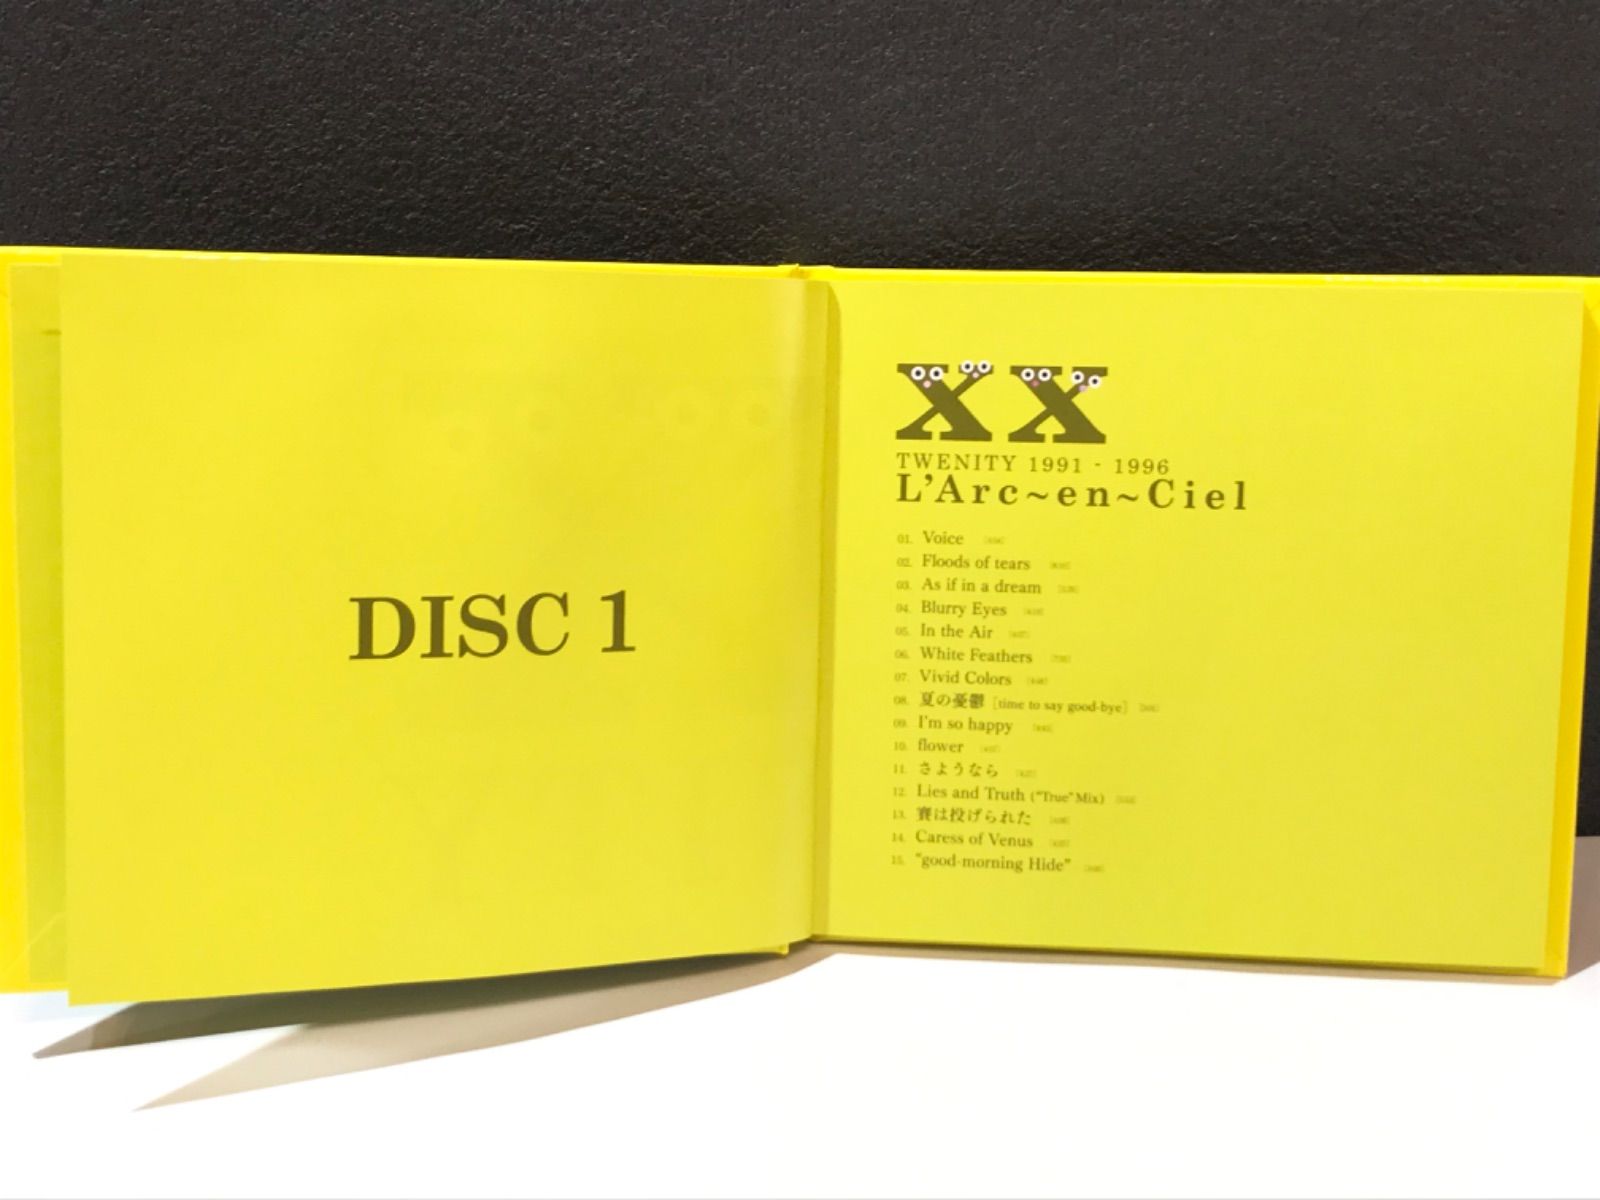 DISC 1
XX
TWENITY 1991 - 1996
L'Arc~en~Ciel
01. Voice
02. Floods of tears
03. As if in a dream
04. Blurry Eyes
05. In the Air
06. White Feathers
07. Vivid Colors
08. 夏の憂鬱 [time to say good-bye]
09. I'm so happy
10. flower
11. さようなら
12. Lies and Truth ("True" Mix)
13. 賽は投げられた
14. Caress of Venus
15. "good-morning Hide"